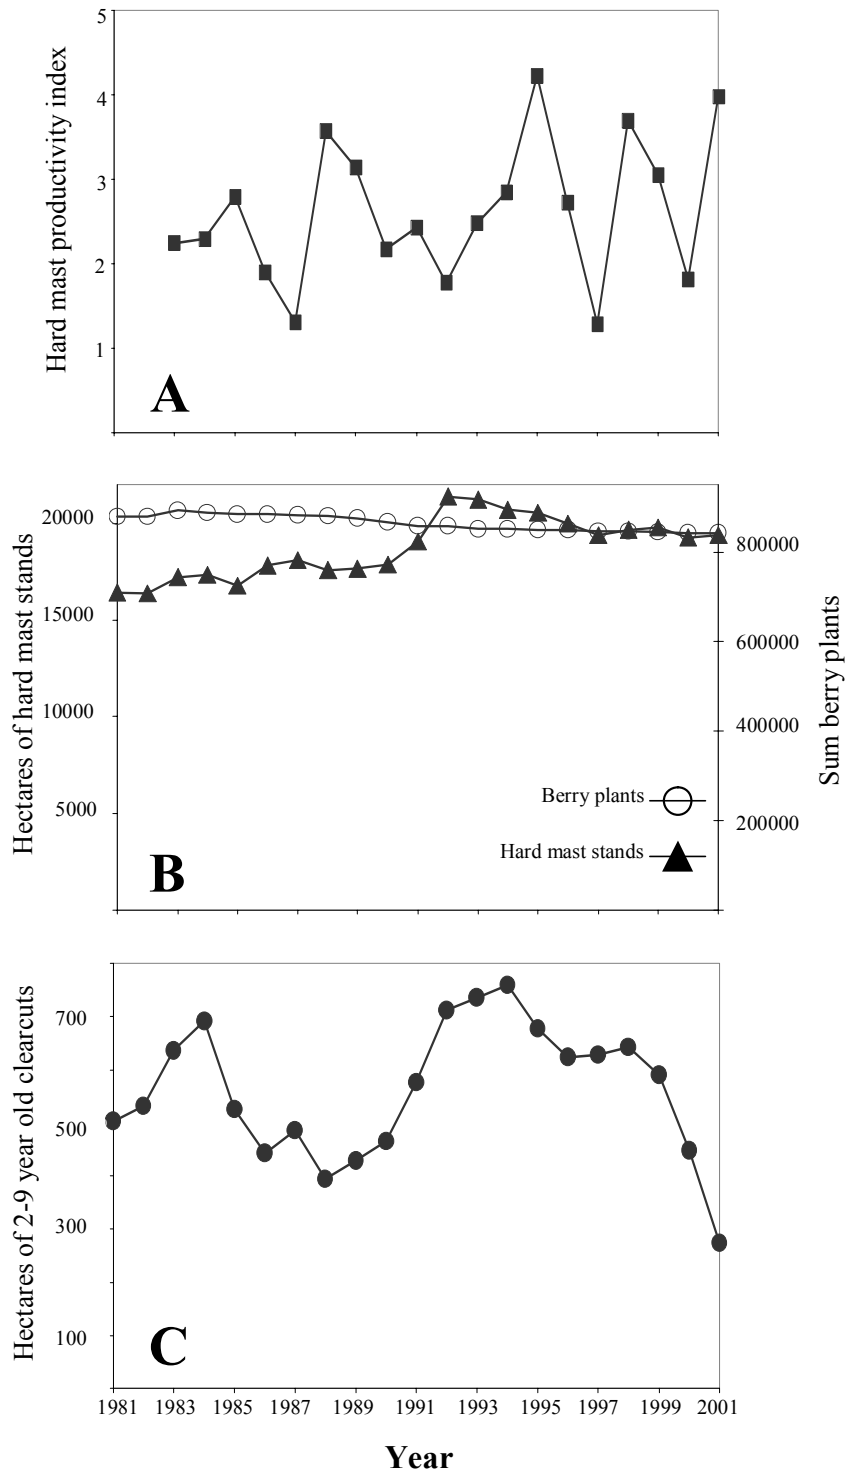 Hard mast productivity index
5
4
3
2
1
A
Hectares of hard mast stands
20000
15000
10000
5000
Sum berry plants
800000
600000
400000
200000
Berry plants
Hard mast stands
B
Hectares of 2-9 year old clearcuts
700
500
300
100
C
1981 1983 1985 1987 1989 1991 1993 1995 1997 1999 2001
Year